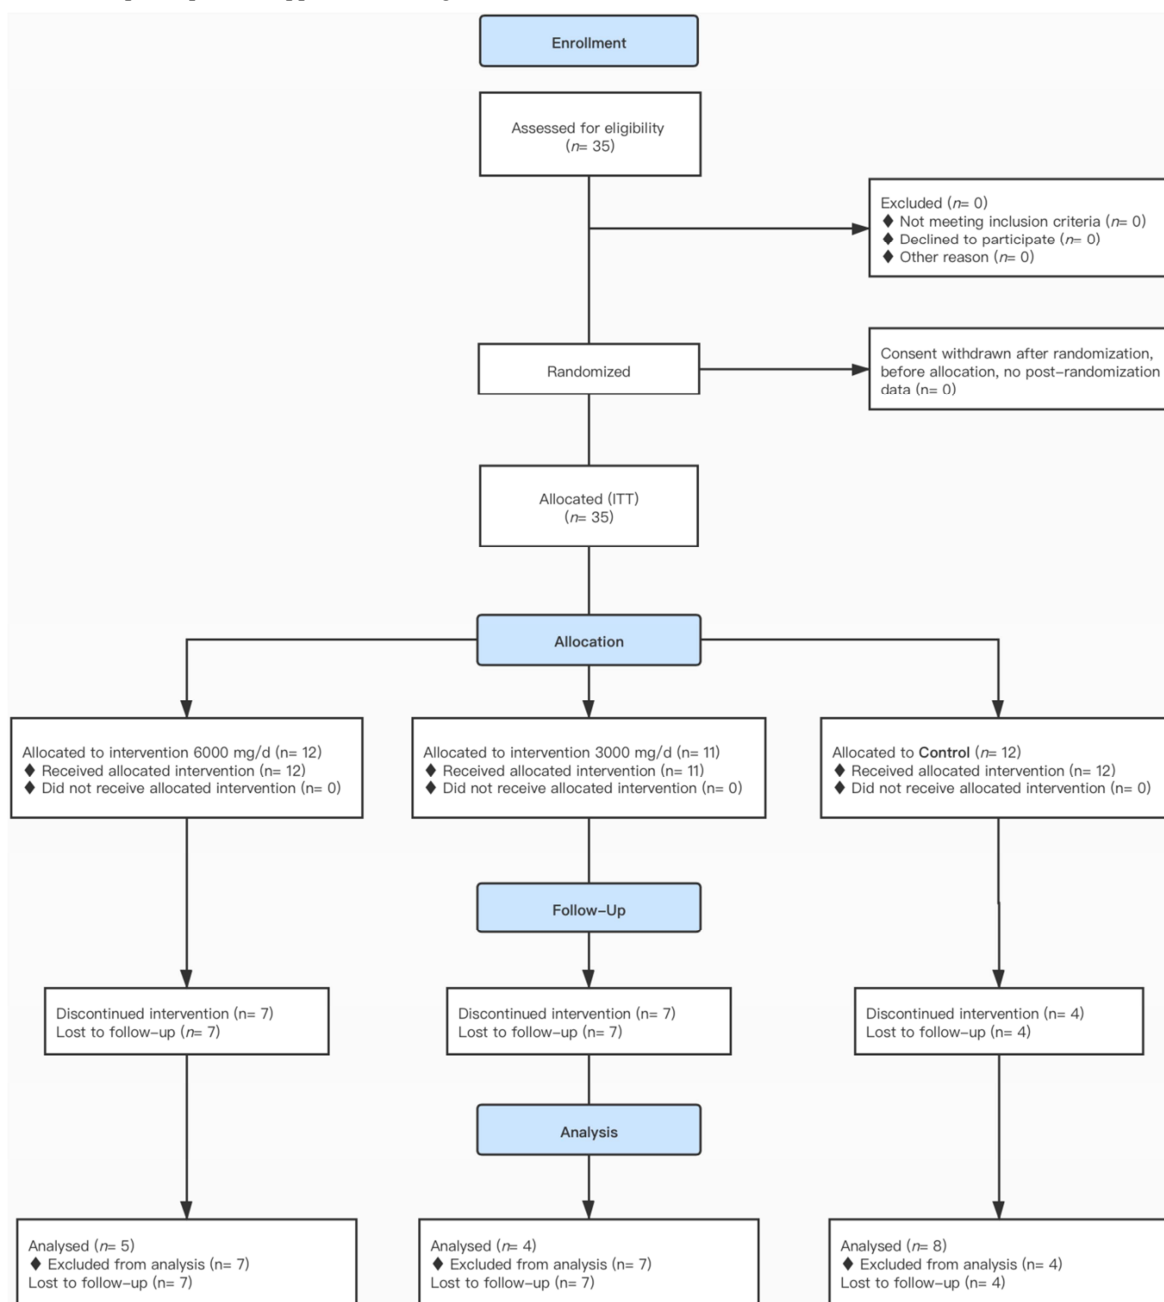 Enrollment
Assessed for eligibility
(n= 35)
Excluded (n= 0)
♦ Not meeting inclusion criteria (n= 0)
♦ Declined to participate (n= 0)
♦ Other reason (n= 0)
Randomized
Consent withdrawn after randomization,
before allocation, no post-randomization
data (n= 0)
Allocated (ITT)
(n= 35)
Allocation
Allocated to intervention 6000 mg/d (n= 12)
♦ Received allocated intervention (n= 12)
♦ Did not receive allocated intervention (n= 0)
Allocated to intervention 3000 mg/d (n= 11)
♦ Received allocated intervention (n= 11)
♦ Did not receive allocated intervention (n= 0)
Allocated to Control (n= 12)
♦ Received allocated intervention (n= 12)
♦ Did not receive allocated intervention (n= 0)
Follow-Up
Discontinued intervention (n= 7)
Lost to follow-up (n= 7)
Discontinued intervention (n= 7)
Lost to follow-up (n= 7)
Discontinued intervention (n= 4)
Lost to follow-up (n= 4)
Analysis
Analysed (n= 5)
♦ Excluded from analysis (n= 7)
Lost to follow-up (n= 7)
Analysed (n= 4)
♦ Excluded from analysis (n= 7)
Lost to follow-up (n= 7)
Analysed (n= 8)
♦ Excluded from analysis (n= 4)
Lost to follow-up (n= 4)